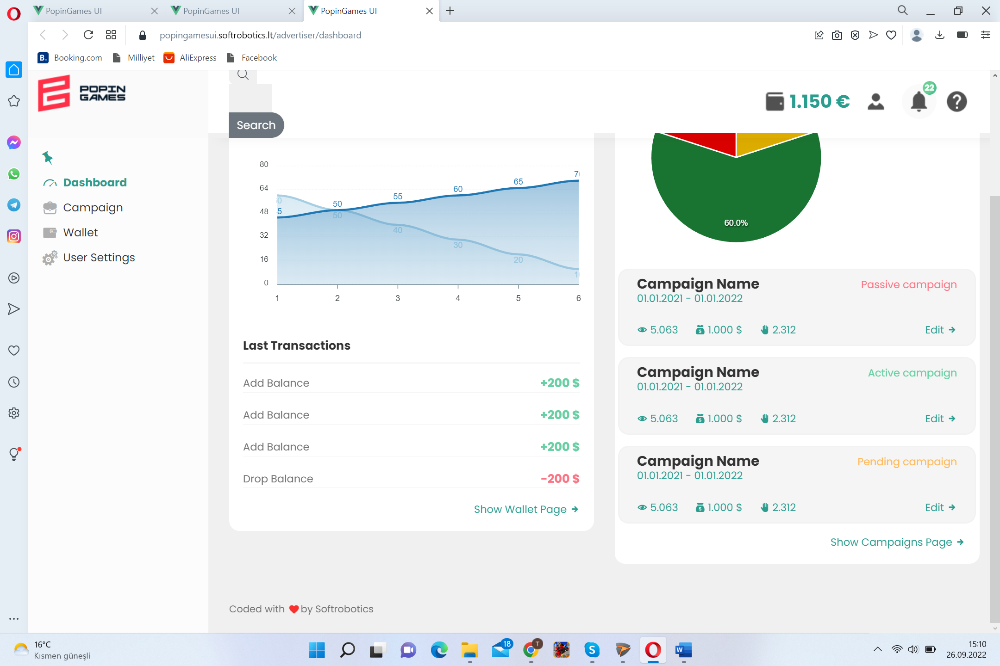 PopinGames UI
PopinGames UI
PopinGames UI
popingamesui.softrobotics.lt/advertiser/dashboard
Booking.com
Milliyet
AliExpress
Facebook
POPIN
GAMES
Search
1.150 €
22
Dashboard
Campaign
Wallet
User Settings
80
64
48
32
16
0
50
55
60
65
50
40
30
20
1
2
3
4
5
6
60.0%
Last Transactions
Add Balance +200 $
Add Balance +200 $
Add Balance +200 $
Drop Balance -200 $
Show Wallet Page
Campaign Name Passive campaign
01.01.2021 - 01.01.2022
5.063 1.000 $ 2.312 Edit
Campaign Name Active campaign
01.01.2021 - 01.01.2022
5.063 1.000 $ 2.312 Edit
Campaign Name Pending campaign
01.01.2021 - 01.01.2022
5.063 1.000 $ 2.312 Edit
Show Campaigns Page
Coded with by Softrobotics
16°C
Kısmen güneşli
18
T
15:10
26.09.2022